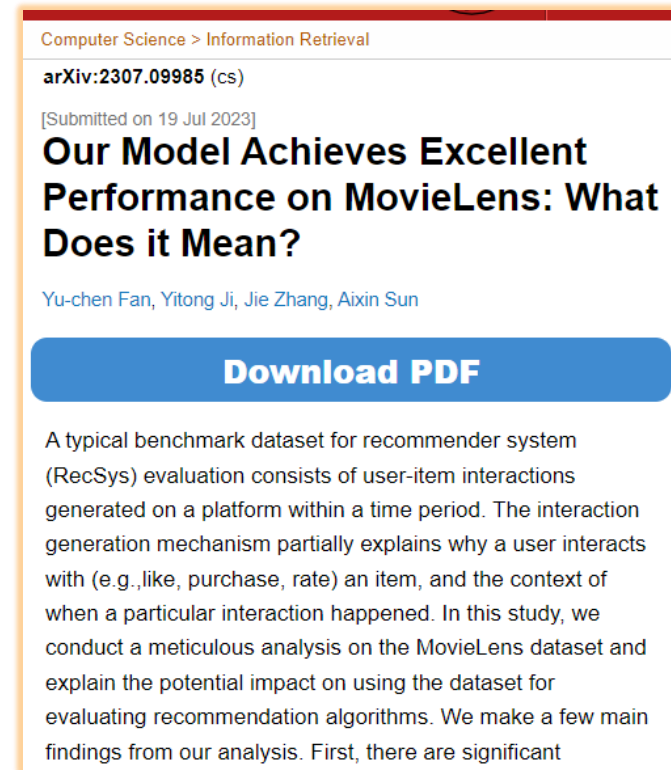 Computer Science > Information Retrieval
arXiv:2307.09985 (cs)
[Submitted on 19 Jul 2023]
Our Model Achieves Excellent
Performance on MovieLens: What
Does it Mean?
Yu-chen Fan, Yitong Ji, Jie Zhang, Aixin Sun
Download PDF
A typical benchmark dataset for recommender system
(RecSys) evaluation consists of user-item interactions
generated on a platform within a time period. The interaction
generation mechanism partially explains why a user interacts
with (e.g.,like, purchase, rate) an item, and the context of
when a particular interaction happened. In this study, we
conduct a meticulous analysis on the MovieLens dataset and
explain the potential impact on using the dataset for
evaluating recommendation algorithms. We make a few main
findings from our analysis. First, there are significant